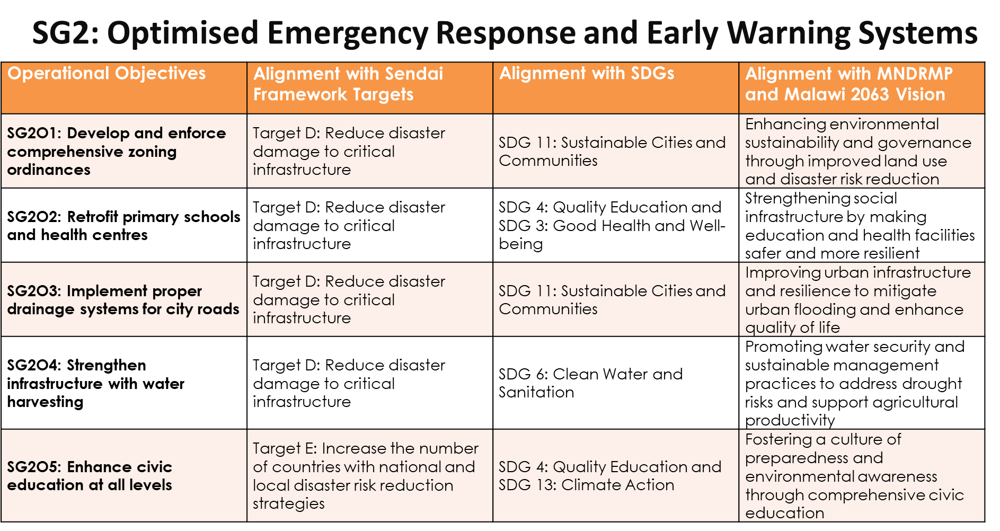 SG2: Optimised Emergency Response and Early Warning Systems
Operational Objectives
Alignment with Sendai
Framework Targets
Alignment with SDGs
Alignment with MNDRMP
and Malawi 2063 Vision
SG2O1: Develop and enforce
comprehensive zoning
ordinances
Target D: Reduce disaster
damage to critical
infrastructure
SDG 11: Sustainable Cities and
Communities
Enhancing environmental
sustainability and governance
through improved land use
and disaster risk reduction
SG2O2: Retrofit primary schools
and health centres
Target D: Reduce disaster
damage to critical
infrastructure
SDG 4: Quality Education and
SDG 3: Good Health and Well-
being
Strengthening social
infrastructure by making
education and health facilities
safer and more resilient
SG2O3: Implement proper
drainage systems for city roads
Target D: Reduce disaster
damage to critical
infrastructure
SDG 11: Sustainable Cities and
Communities
Improving urban infrastructure
and resilience to mitigate
urban flooding and enhance
quality of life
SG2O4: Strengthen
infrastructure with water
harvesting
Target D: Reduce disaster
damage to critical
infrastructure
SDG 6: Clean Water and
Sanitation
Promoting water security and
sustainable management
practices to address drought
risks and support agricultural
productivity
SG2O5: Enhance civic
education at all levels
Target E: Increase the number
of countries with national and
local disaster risk reduction
strategies
SDG 4: Quality Education and
SDG 13: Climate Action
Fostering a culture of
preparedness and
environmental awareness
through comprehensive civic
education